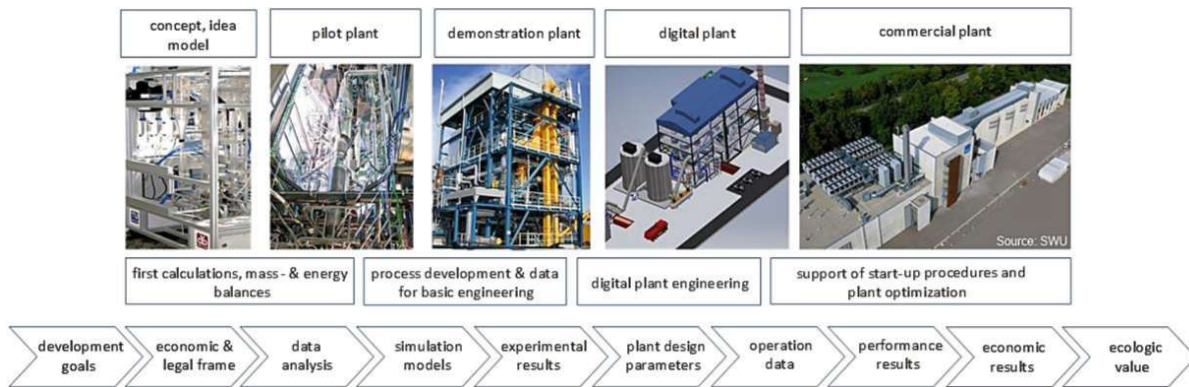 concept, idea
model
pilot plant
demonstration plant
digital plant
commercial plant
Source: SWU
first calculations, mass- & energy
balances
process development & data
for basic engineering
digital plant engineering
support of start-up procedures and
plant optimization
development
goals
economic &
legal frame
data
analysis
simulation
models
experimental
results
plant design
parameters
operation
data
performance
results
economic
results
ecologic
value